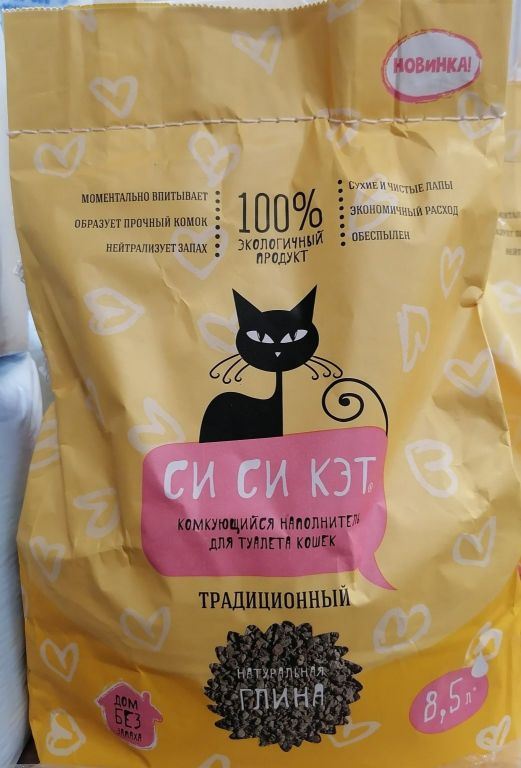 НОВИНКА!
МОМЕНТАЛЬНО ВПИТЫВАЕТ
ОБРАЗУЕТ ПРОЧНЫЙ КОМОК
НЕЙТРАЛИЗУЕТ ЗАПАХ
100%
ЭКОЛОГИЧНЫЙ
ПРОДУКТ
СУХИЕ И ЧИСТЫЕ ЛАПЫ
ЭКОНОМИЧНЫЙ РАСХОД
ОБЕСПЫЛЕН
СИ СИ КЭТ®
КОМКУЮЩИЙСЯ НАПОЛНИТЕЛЬ
ДЛЯ ТУАЛЕТА КОШЕК
ТРАДИЦИОННЫЙ
НАТУРАЛЬНАЯ
ГЛИНА
ДОМ
БЕЗ
ЗАПАХА
8,5 л